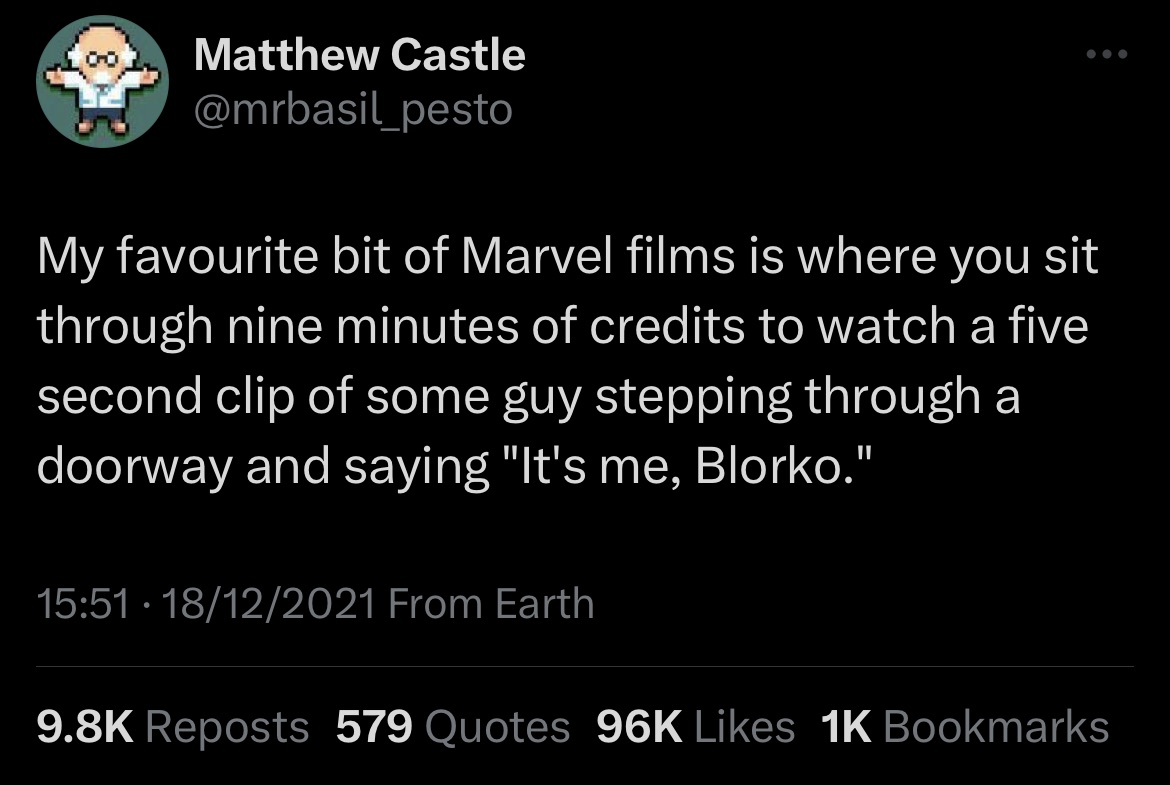 Matthew Castle
@mrbasil_pesto
My favourite bit of Marvel films is where you sit
through nine minutes of credits to watch a five
second clip of some guy stepping through a
doorway and saying "It's me, Blorko."
15:51 · 18/12/2021 From Earth
9.8K Reposts 579 Quotes 96K Likes 1K Bookmarks